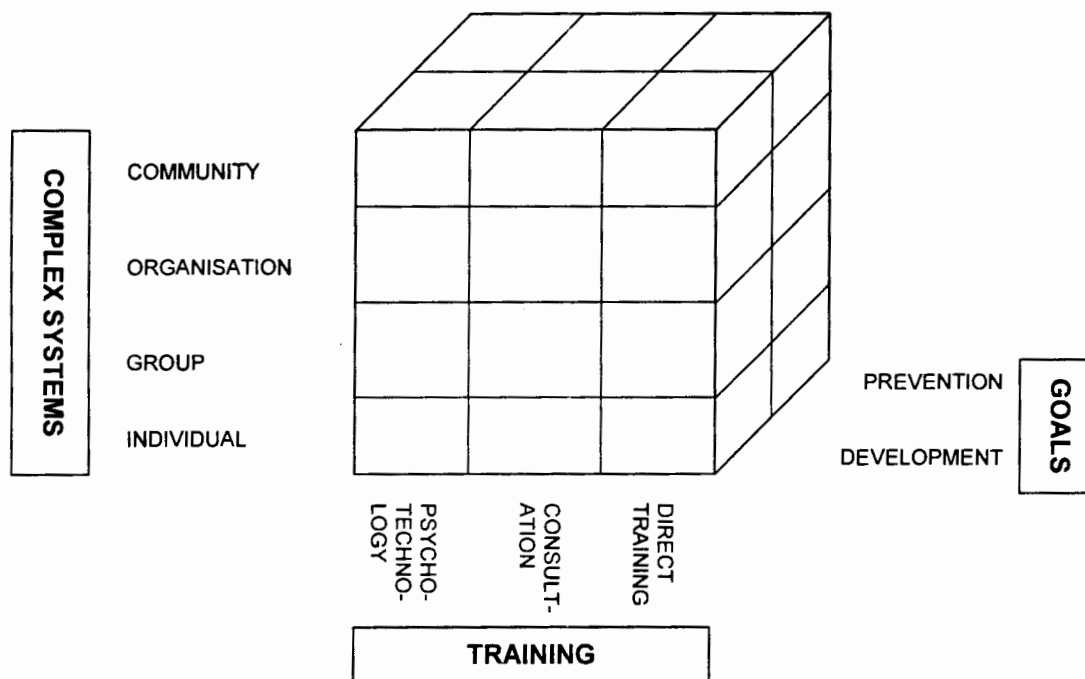 COMPLEX SYSTEMS
COMMUNITY
ORGANISATION
GROUP
INDIVIDUAL
PREVENTION
DEVELOPMENT
GOALS
PSYCHO-
TECHNO-
LOGY
CONSULT-
ATION
DIRECT
TRAINING
TRAINING